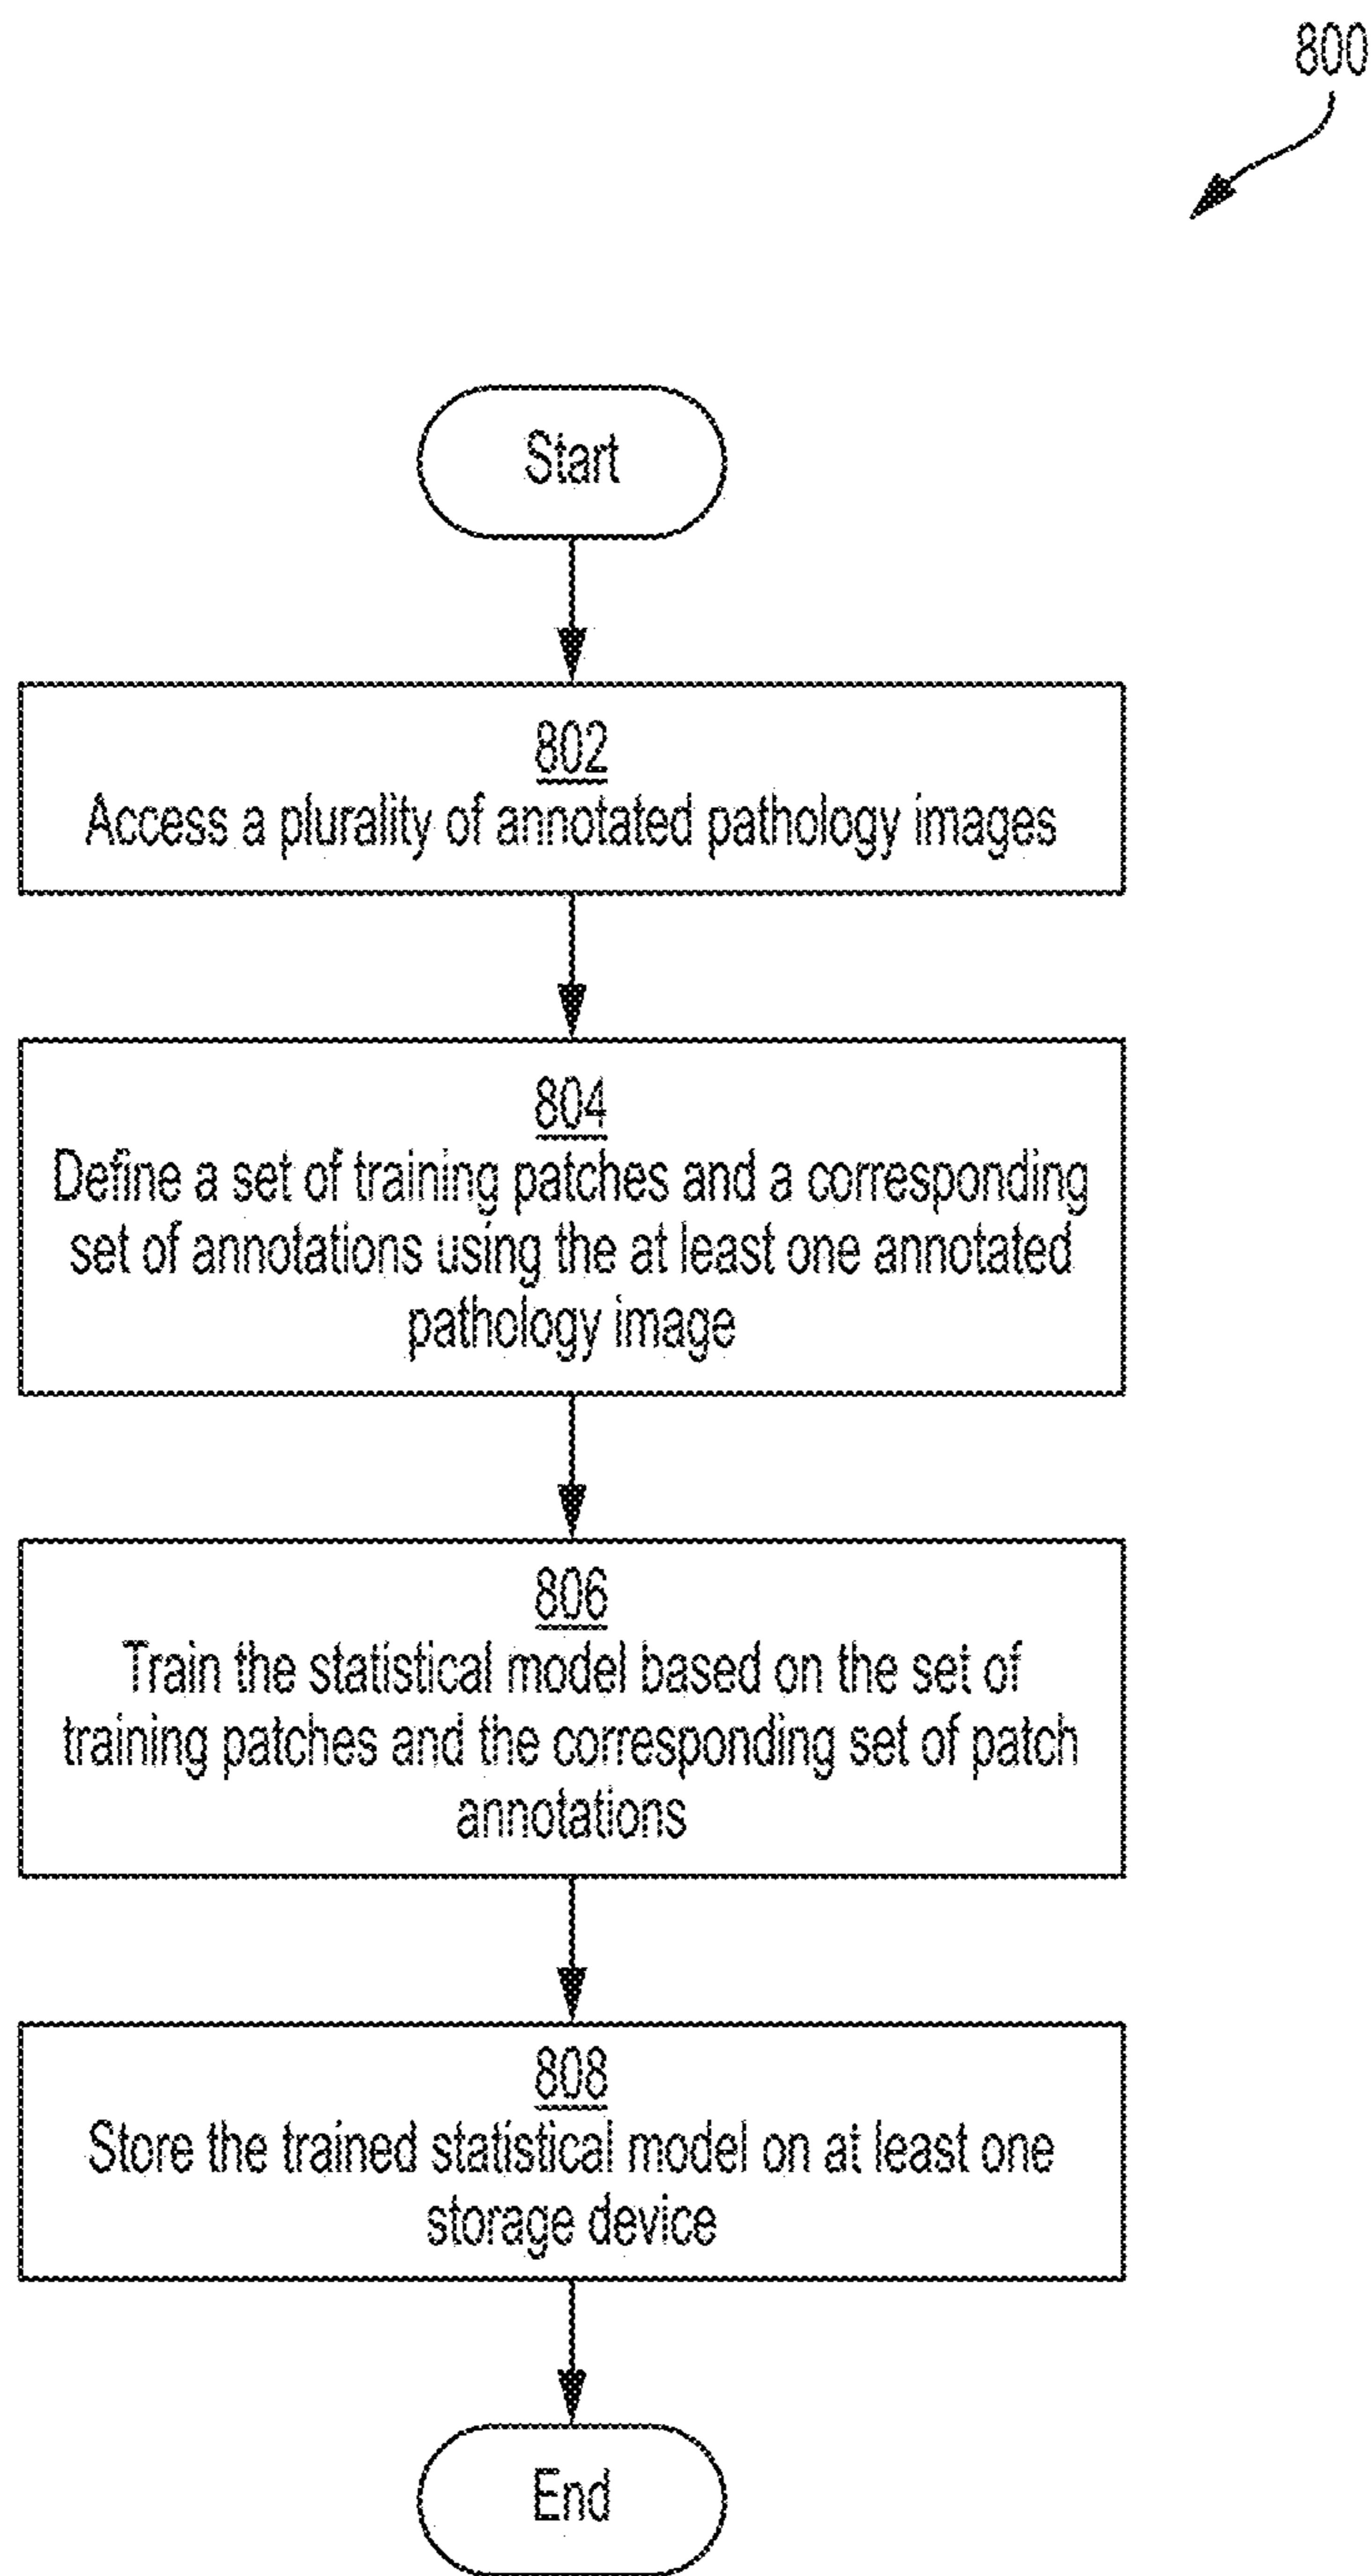 800
Start
802
Access a plurality of annotated pathology images
804
Define a set of training patches and a corresponding
set of annotations using the at least one annotated
pathology image
806
Train the statistical model based on the set of
training patches and the corresponding set of patch
annotations
808
Store the trained statistical model on at least one
storage device
End